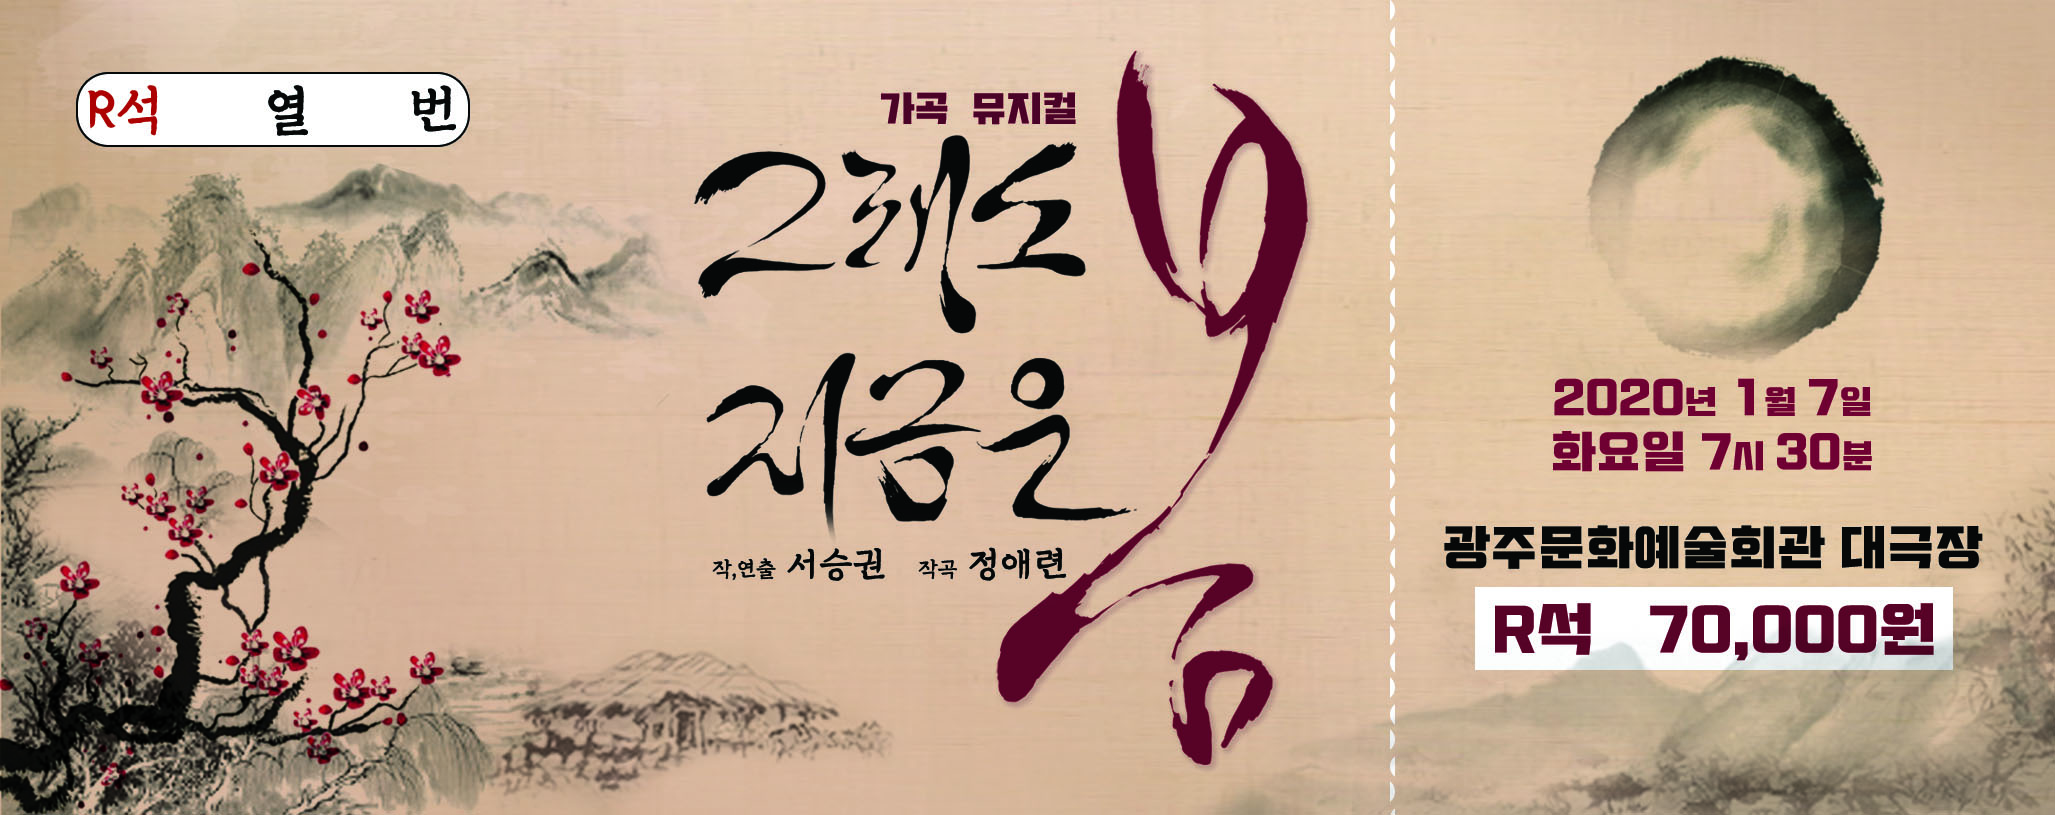 R석 열 번
가곡 뮤지컬
그래도
지금은
봄
작,연출 서승권 작곡 정애련
2020년 1월 7일
화요일 7시 30분
광주문화예술회관 대극장
R석 70,000원